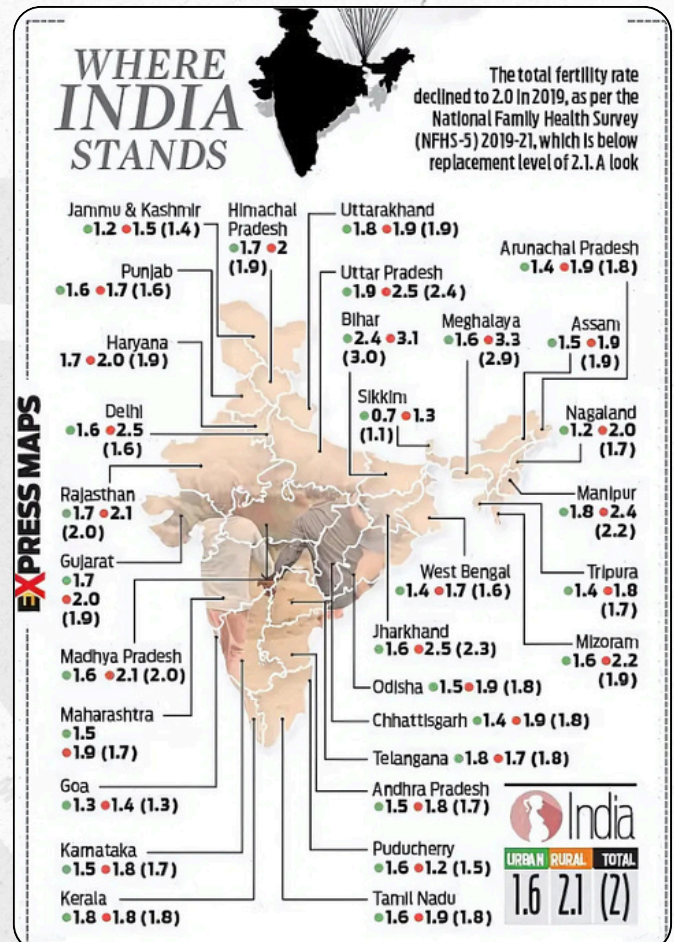 WHERE
INDIA
STANDS
The total fertility rate
declined to 2.0 in 2019, as per the
National Family Health Survey
(NFHS-5) 2019-21, which is below
replacement level of 2.1. A look
Jammu & Kashmir
1.2 1.5 (1.4)
Himachal
Pradesh
1.7 2
(1.9)
Uttarakhand
1.8 1.9 (1.9)
Arunachal Pradesh
1.4 1.9 (1.8)
Punjab
1.6 1.7 (1.6)
Uttar Pradesh
1.9 2.5 (2.4)
Haryana
1.7 2.0 (1.9)
Bihar
2.4 3.1
(3.0)
Meghalaya
1.6 3.3
(2.9)
Assam
1.5 1.9
(1.9)
Delhi
1.6 2.5
(1.6)
Sikkim
0.7 1.3
(1.1)
Nagaland
1.2 2.0
(1.7)
Rajasthan
1.7 2.1
(2.0)
Manipur
1.8 2.4
(2.2)
Gujarat
1.7
2.0
(1.9)
West Bengal
1.4 1.7 (1.6)
Tripura
1.4 1.8
(1.7)
Madhya Pradesh
1.6 2.1 (2.0)
Jharkhand
1.6 2.5 (2.3)
Mizoram
1.6 2.2
(1.9)
Odisha 1.5 1.9 (1.8)
Maharashtra
1.5
1.9 (1.7)
Chhattisgarh 1.4 1.9 (1.8)
Telangana 1.8 1.7 (1.8)
Goa
1.3 1.4 (1.3)
Andhra Pradesh
1.5 1.8 (1.7)
Karnataka
1.5 1.8 (1.7)
Puducherry
1.6 1.2 (1.5)
Kerala
1.8 1.8 (1.8)
Tamil Nadu
1.6 1.9 (1.8)
India
URBAN RURAL TOTAL
1.6 2.1 (2)
EXPRESS MAPS